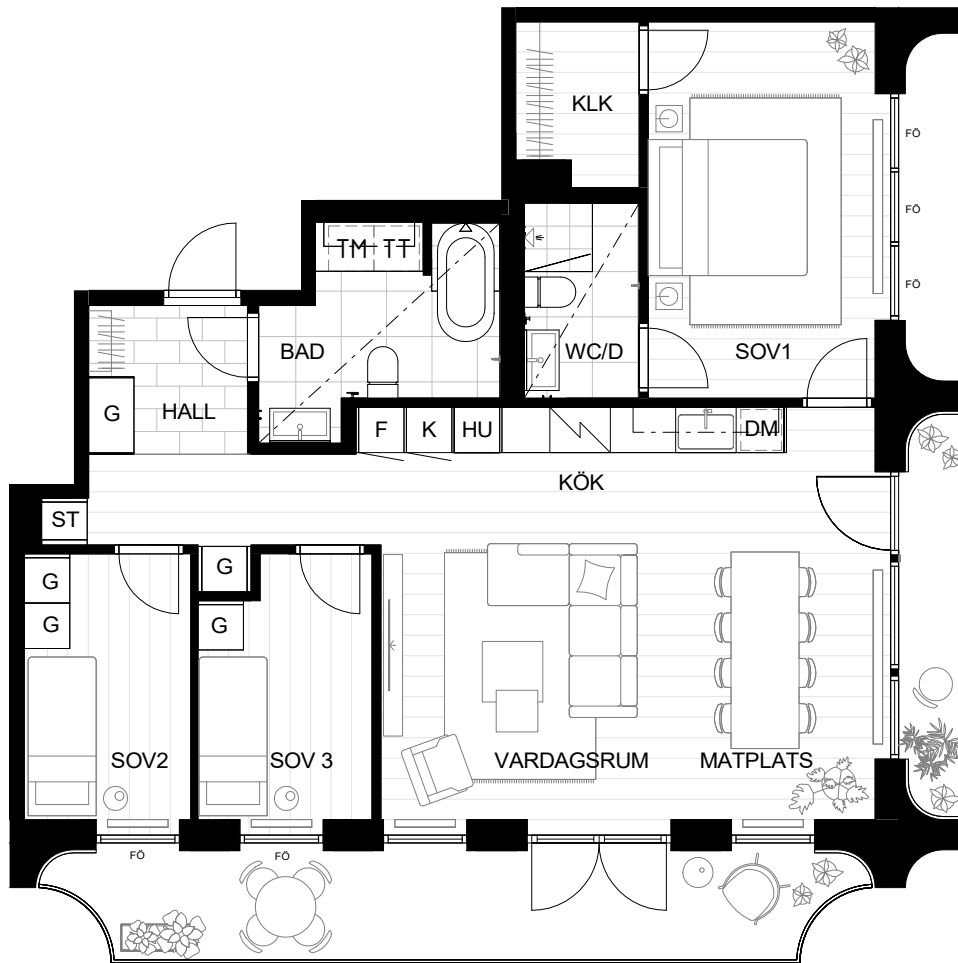 KLK
FÖ
FÖ
FÖ
TM TT
BAD
WC/D
SOV1
G
HALL
F
K
HU
DM
KÖK
ST
G
G
G
G
SOV2
SOV 3
VARDAGSRUM
MATPLATS
FÖ
FÖ